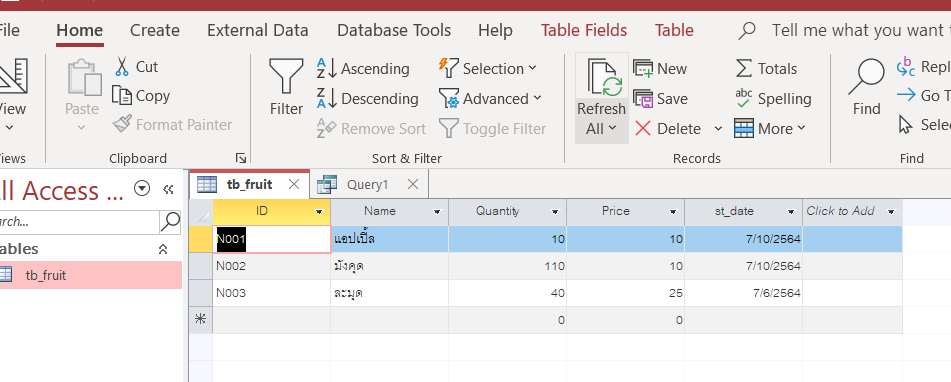 File Home Create External Data Database Tools Help Table Fields Table Tell me what you want t
View Paste Cut Copy Format Painter
Filter Ascending Descending Remove Sort Selection Advanced Toggle Filter
Refresh All New Save Delete Totals Spelling More
Find Repl Go T Sele
Views Clipboard Sort & Filter Records Find
ll Access ... « tb_fruit Query1
arch...
ables
tb_fruit
ID Name Quantity Price st_date Click to Add
N001 แอปเปิ้ล 10 10 7/10/2564
N002 มังคุด 110 10 7/10/2564
N003 ละมุด 40 25 7/6/2564
0 0